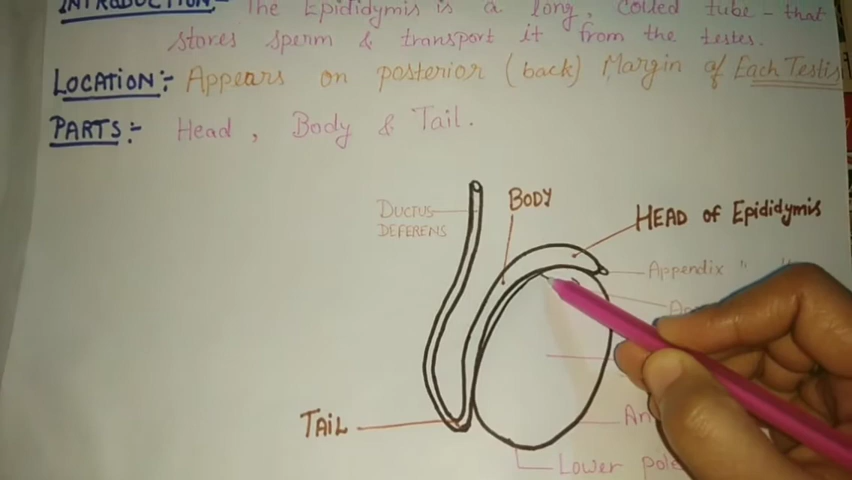 INTRODUCTION:- The Epididymis is a long, coiled tube - that
stores sperm & transport it from the testes.
LOCATION:- Appears on posterior (back) Margin of Each Testis
PARTS:- Head, Body & Tail.
DUCTUS
DEFERENS
BODY
HEAD of Epididymis
Appendix "
TAIL
Lower pole